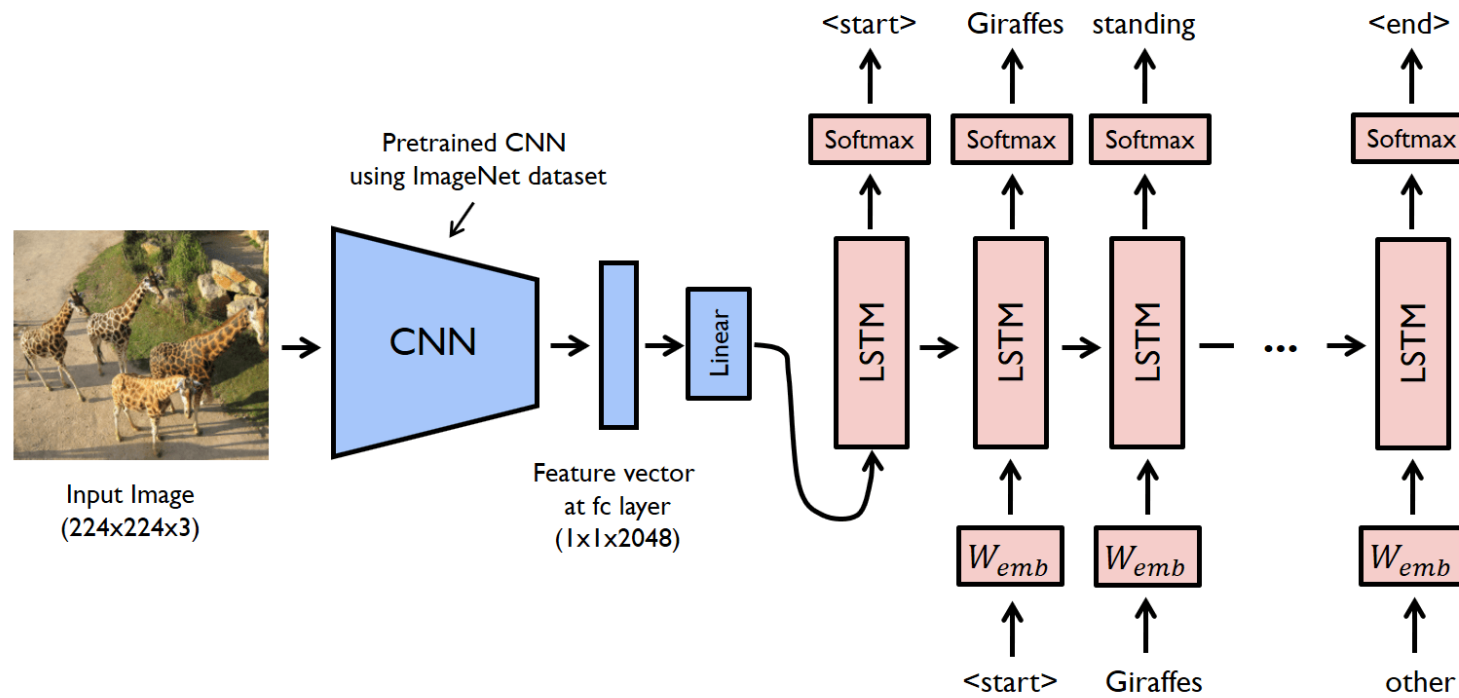 <start> Giraffes standing <end>
Softmax Softmax Softmax Softmax
Pretrained CNN
using ImageNet dataset
CNN
Linear
LSTM LSTM LSTM ... LSTM
Input Image
(224x224x3)
Feature vector
at fc layer
(1x1x2048)
W_emb W_emb W_emb
<start> Giraffes other